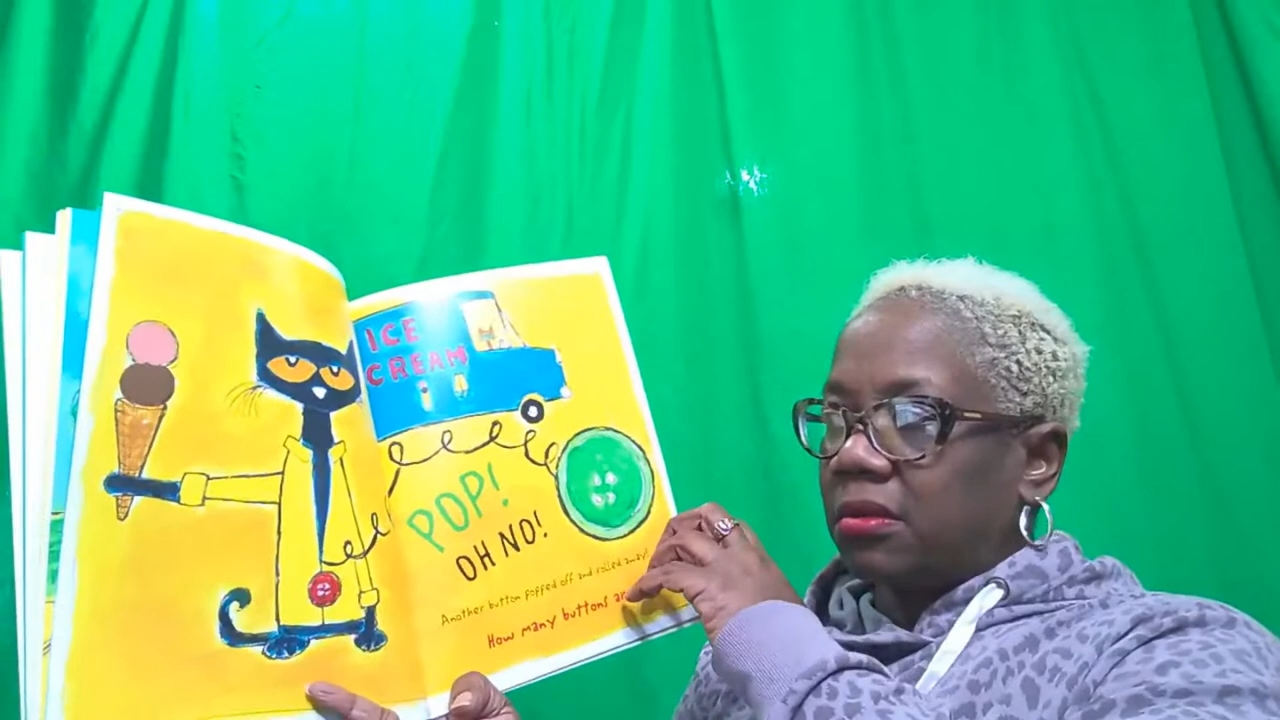 ICE
CREAM
POP!
OH NO!
Another button popped off and rolled away!
How many buttons